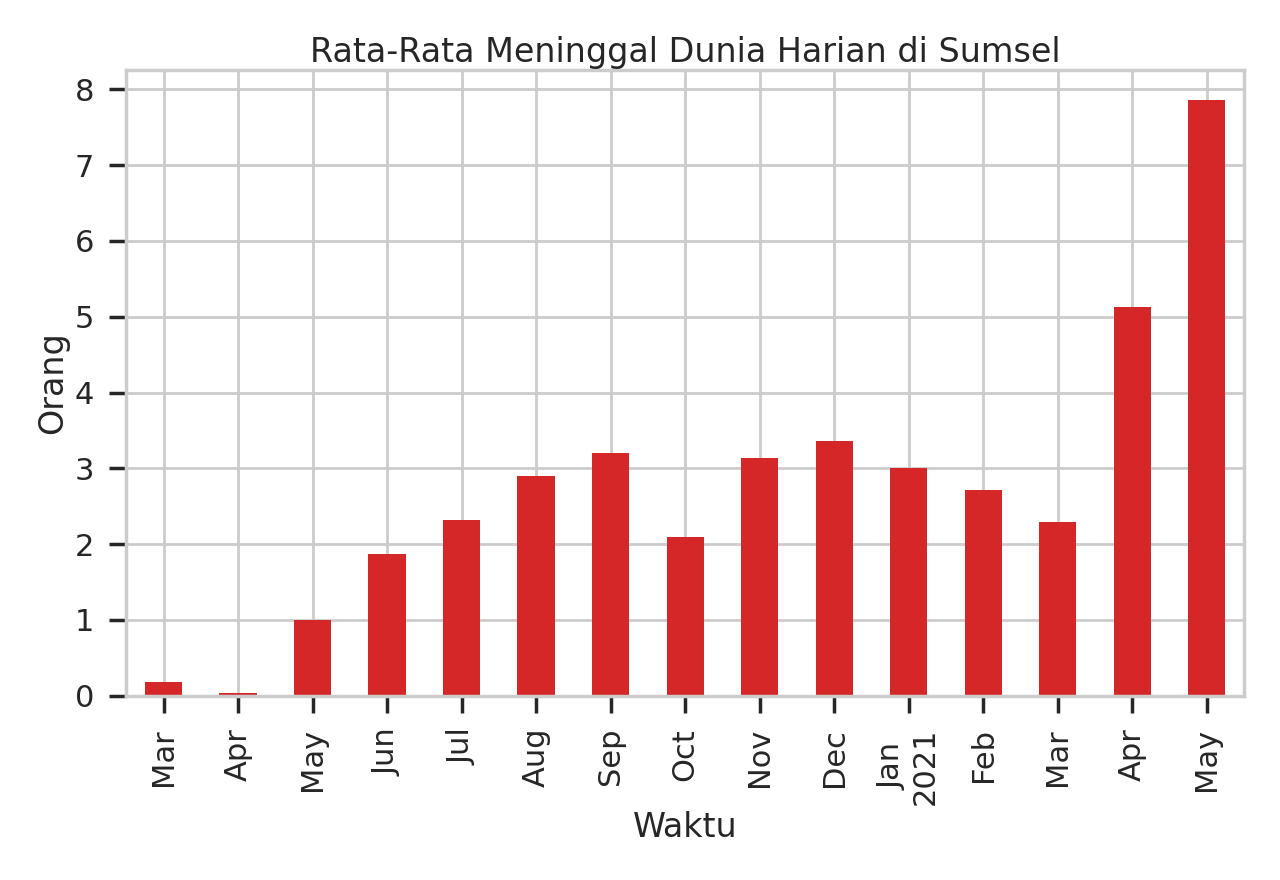 Rata-Rata Meninggal Dunia Harian di Sumsel
8
7
6
5
4
3
2
1
0
Orang
Mar
Apr
May
Jun
Jul
Aug
Sep
Oct
Nov
Dec
Jan
2021
Feb
Mar
Apr
May
Waktu